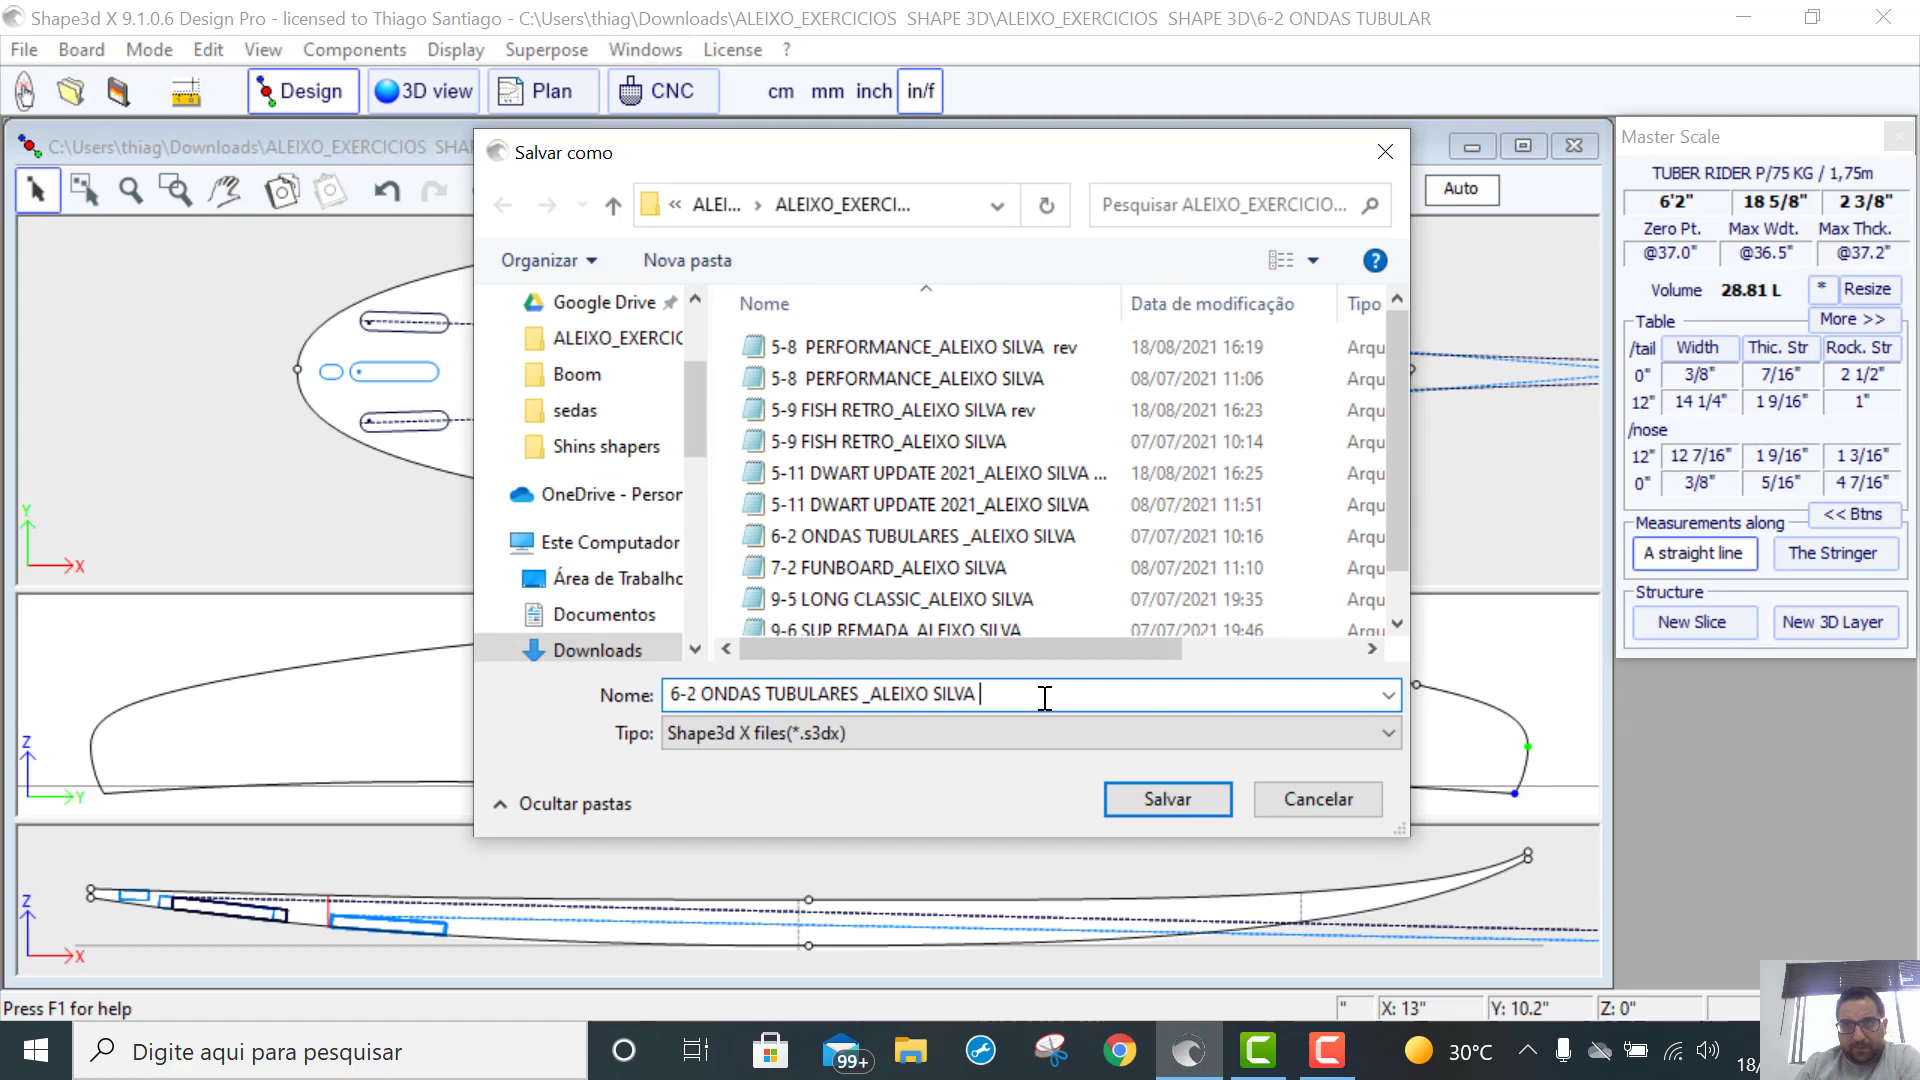 Shape3d X 9.1.0.6 Design Pro - licensed to Thiago Santiago - C:\Users\thiag\Downloads\ALEIXO_EXERCICIOS  SHAPE 3D\ALEIXO_EXERCICIOS  SHAPE 3D\6-2 ONDAS TUBULAR
File Board Mode Edit View Components Display Superpose Windows License ?
Design 3D view Plan CNC cm mm inch in/f
C:\Users\thiag\Downloads\ALEIXO_EXERCICIOS  SHA
Auto
Salvar como
« ALEI... › ALEIXO_EXERCI...
Pesquisar ALEIXO_EXERCICIO...
Organizar
Nova pasta
?
Google Drive
ALEIXO_EXERCIC
Boom
sedas
Shins shapers
OneDrive - Person
Este Computador
Área de Trabalho
Documentos
Downloads
Nome Data de modificação Tipo
5-8  PERFORMANCE_ALEIXO SILVA  rev 18/08/2021 16:19 Arqu
5-8  PERFORMANCE_ALEIXO SILVA 08/07/2021 11:06 Arqu
5-9 FISH RETRO_ALEIXO SILVA rev 18/08/2021 16:23 Arqu
5-9 FISH RETRO_ALEIXO SILVA 07/07/2021 10:14 Arqu
5-11 DWART UPDATE 2021_ALEIXO SILVA ... 18/08/2021 16:25 Arqu
5-11 DWART UPDATE 2021_ALEIXO SILVA 08/07/2021 11:51 Arqu
6-2 ONDAS TUBULARES _ALEIXO SILVA 07/07/2021 10:16 Arqu
7-2 FUNBOARD_ALEIXO SILVA 08/07/2021 11:10 Arqu
9-5 LONG CLASSIC_ALEIXO SILVA 07/07/2021 19:35 Arqu
9-6 SUP REMADA_ALEIXO SILVA 07/07/2021 19:46 Arqu
Nome: 6-2 ONDAS TUBULARES _ALEIXO SILVA
Tipo: Shape3d X files(*.s3dx)
Ocultar pastas
Salvar
Cancelar
Master Scale
TUBER RIDER P/75 KG / 1,75m
6'2" 18 5/8" 2 3/8"
Zero Pt. Max Wdt. Max Thck.
@37.0" @36.5" @37.2"
Volume 28.81 L * Resize
Table More >>
/tail Width Thic. Str Rock. Str
0" 3/8" 7/16" 2 1/2"
12" 14 1/4" 1 9/16" 1"
/nose
12" 12 7/16" 1 9/16" 1 3/16"
0" 3/8" 5/16" 4 7/16"
<< Btns
Measurements along
A straight line
The Stringer
Structure
New Slice
New 3D Layer
Y
X
Z
Y
Z
X
Press F1 for help
"
X: 13"
Y: 10.2"
Z: 0"
Digite aqui para pesquisar
99+
30°C
18/